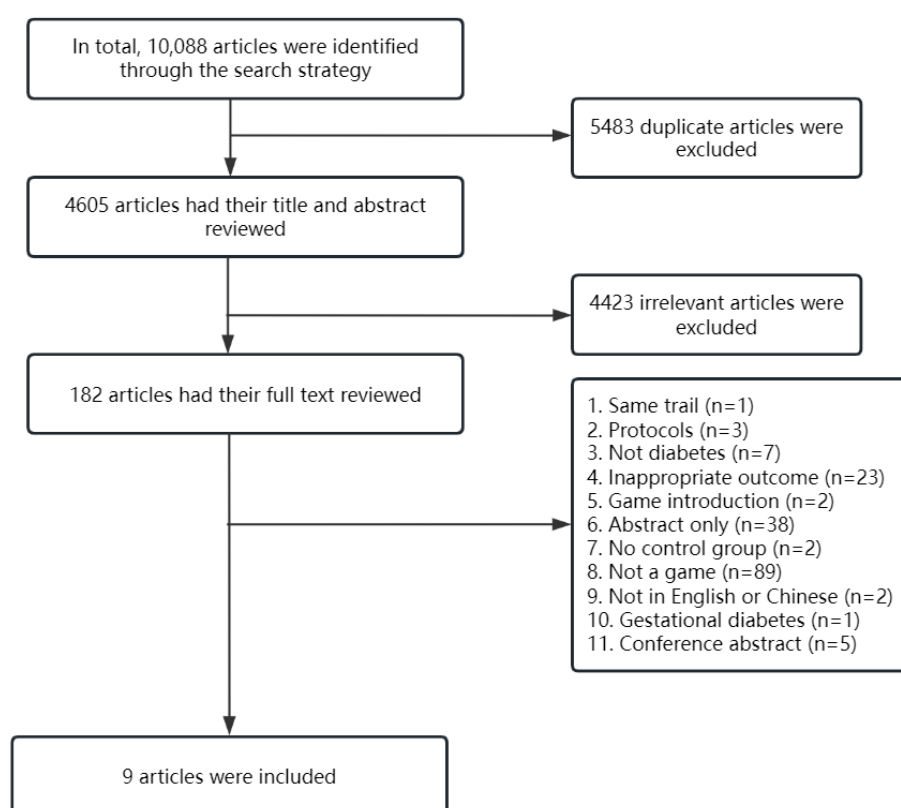 In total, 10,088 articles were identified
through the search strategy
5483 duplicate articles were
excluded
4605 articles had their title and abstract
reviewed
4423 irrelevant articles were
excluded
182 articles had their full text reviewed
1. Same trail (n=1)
2. Protocols (n=3)
3. Not diabetes (n=7)
4. Inappropriate outcome (n=23)
5. Game introduction (n=2)
6. Abstract only (n=38)
7. No control group (n=2)
8. Not a game (n=89)
9. Not in English or Chinese (n=2)
10. Gestational diabetes (n=1)
11. Conference abstract (n=5)
9 articles were included